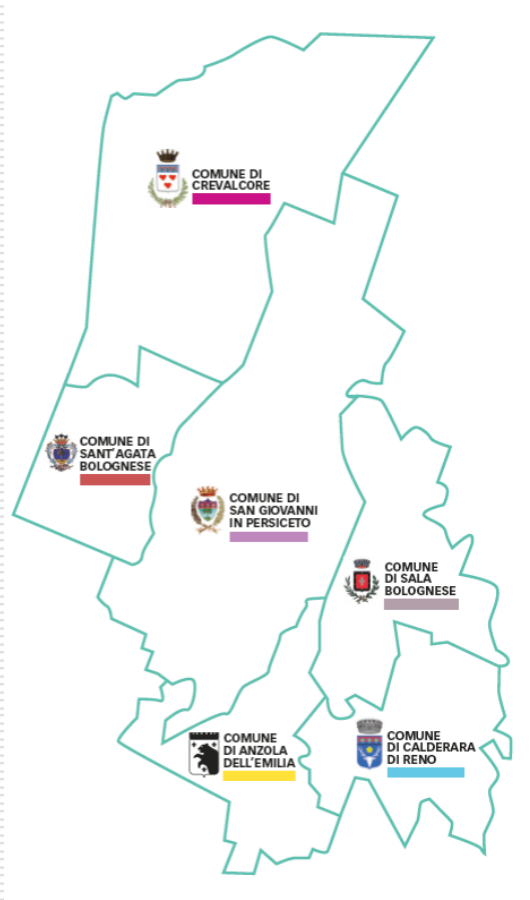 COMUNE DI
CREVALCORE
COMUNE DI
SANT'AGATA
BOLOGNESE
COMUNE DI
SAN GIOVANNI
IN PERSICETO
COMUNE
DI SALA
BOLOGNESE
COMUNE
DI ANZOLA
DELL'EMILIA
COMUNE
DI CALDERARA
DI RENO